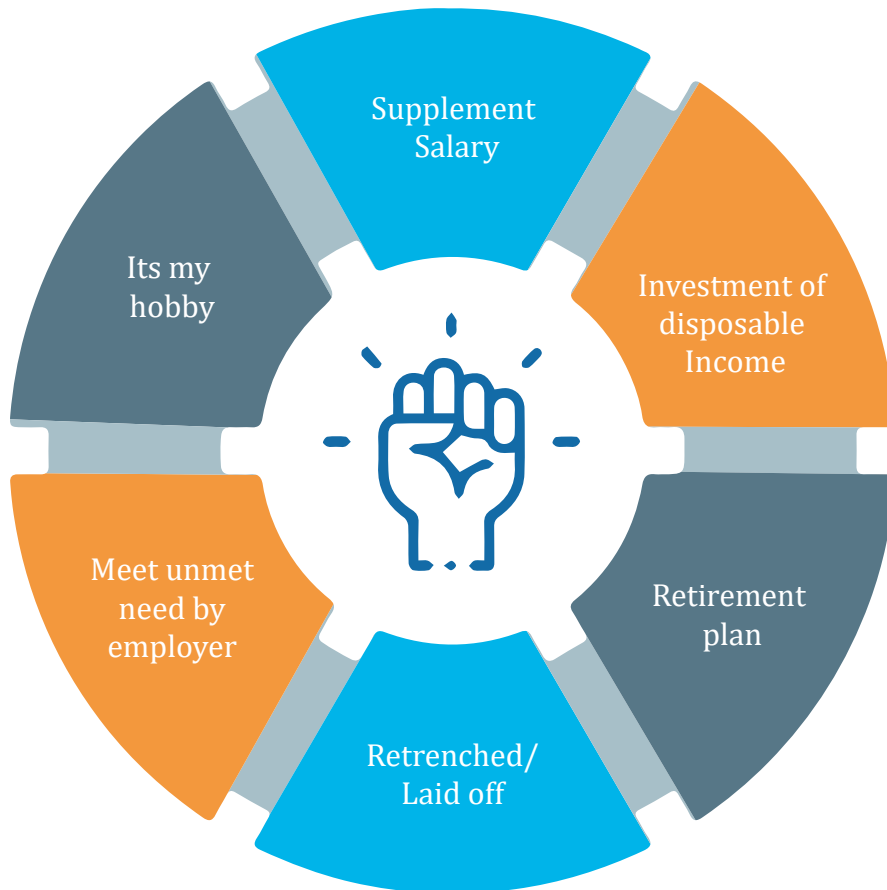 Supplement
Salary
Investment of
disposable
Income
Retirement
plan
Retrenched/
Laid off
Meet unmet
need by
employer
Its my
hobby